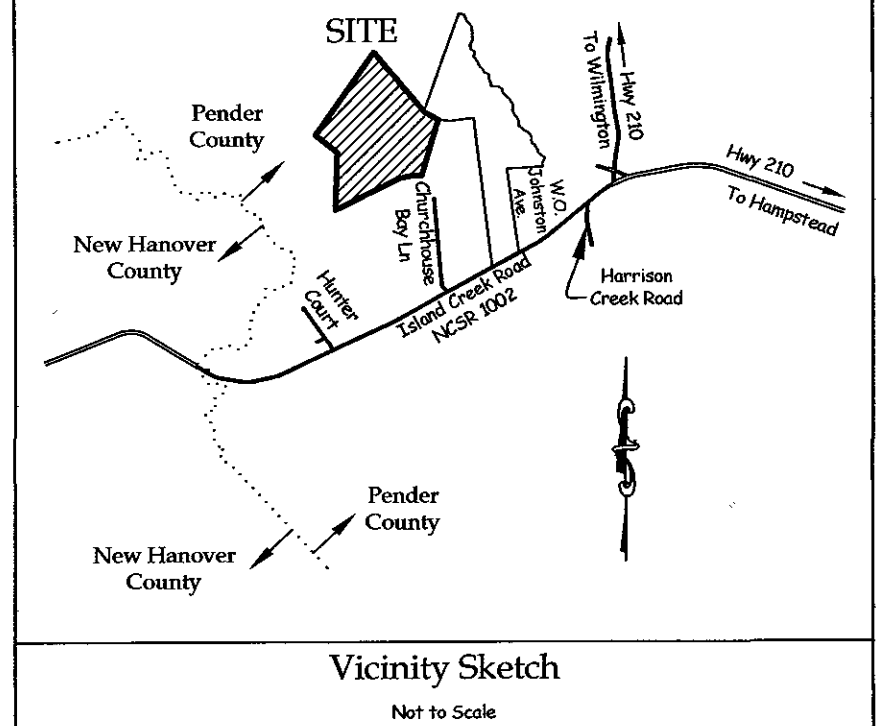 SITE
Pender
County
New Hanover
County
Hunter
Court
Churchhouse
Bay Ln
W.O.
Johnston
Ave.
Island Creek Road
NCSR 1002
Hwy 210
To Wilmington
Hwy 210
To Hampstead
Harrison
Creek Road
Pender
County
New Hanover
County
Vicinity Sketch
Not to Scale